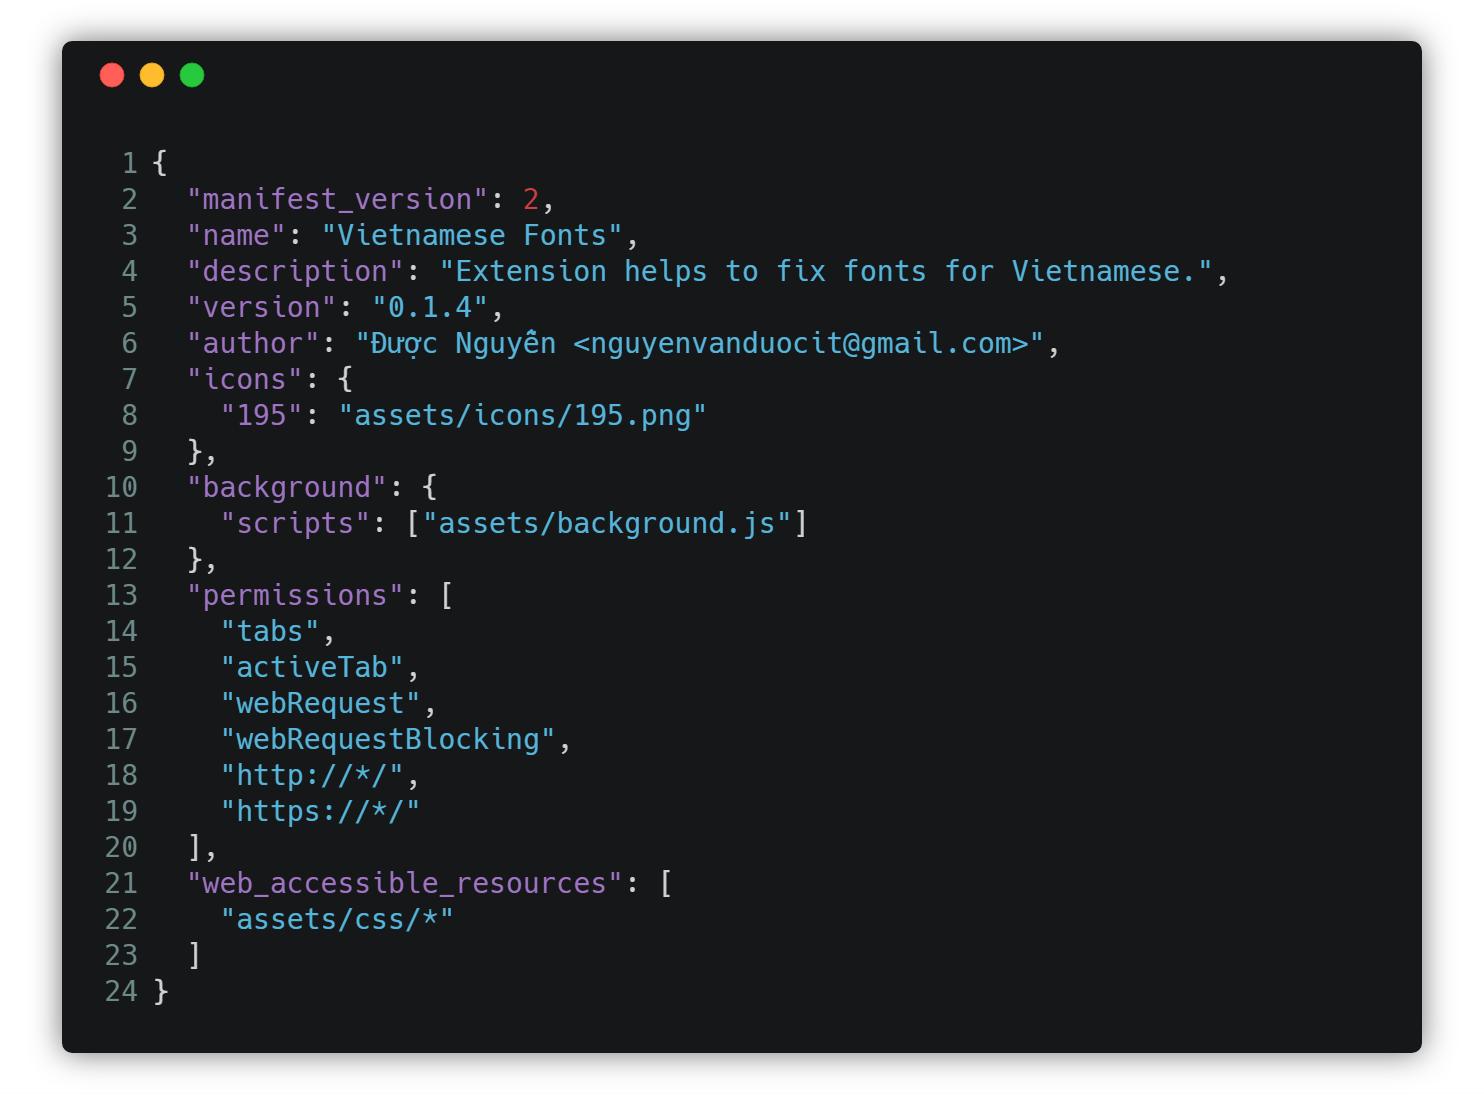 1 {
2   "manifest_version": 2,
3   "name": "Vietnamese Fonts",
4   "description": "Extension helps to fix fonts for Vietnamese.",
5   "version": "0.1.4",
6   "author": "Được Nguyễn <nguyenvanduocit@gmail.com>",
7   "icons": {
8     "195": "assets/icons/195.png"
9   },
10   "background": {
11     "scripts": ["assets/background.js"]
12   },
13   "permissions": [
14     "tabs",
15     "activeTab",
16     "webRequest",
17     "webRequestBlocking",
18     "http://*/",
19     "https://*/"
20   ],
21   "web_accessible_resources": [
22     "assets/css/*"
23   ]
24 }